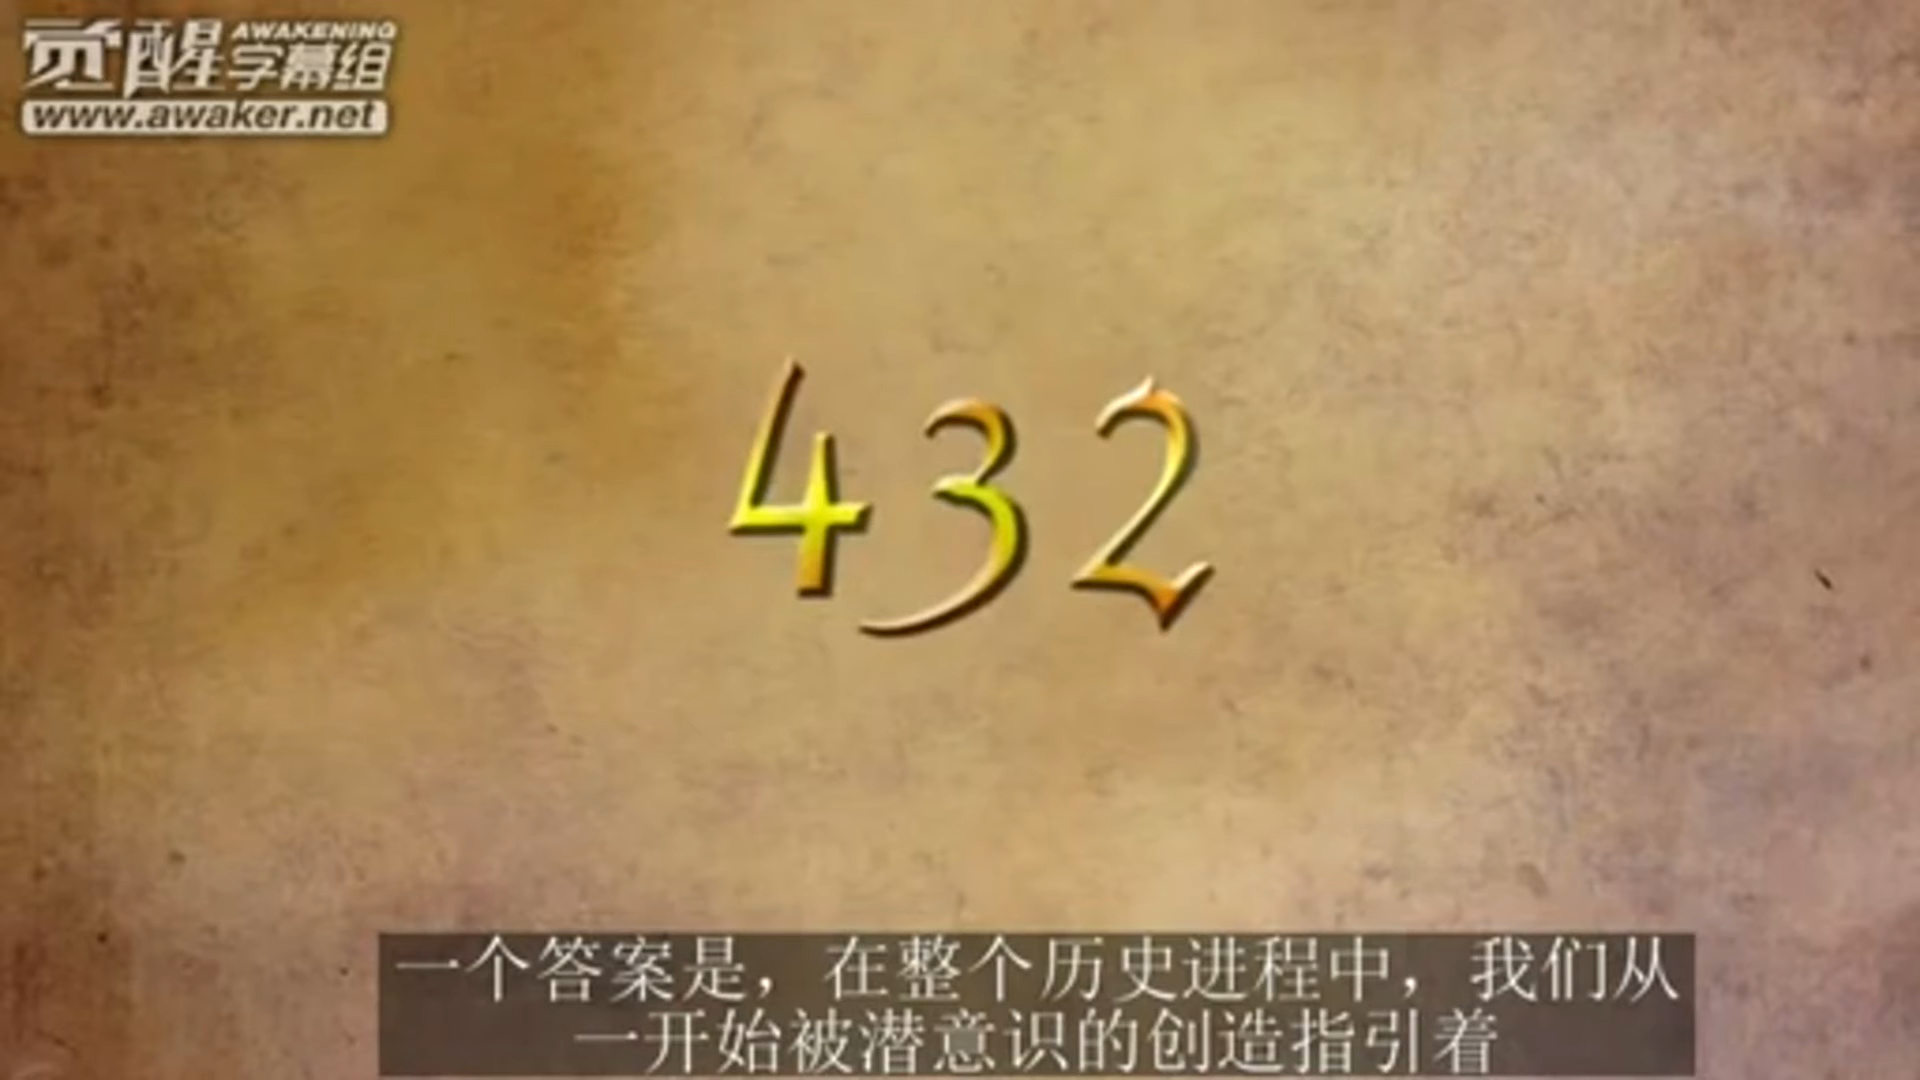 觉醒
AWAKENING
字幕组
www.awaker.net
432
一个答案是，在整个历史进程中，我们从
一开始被潜意识的创造指引着